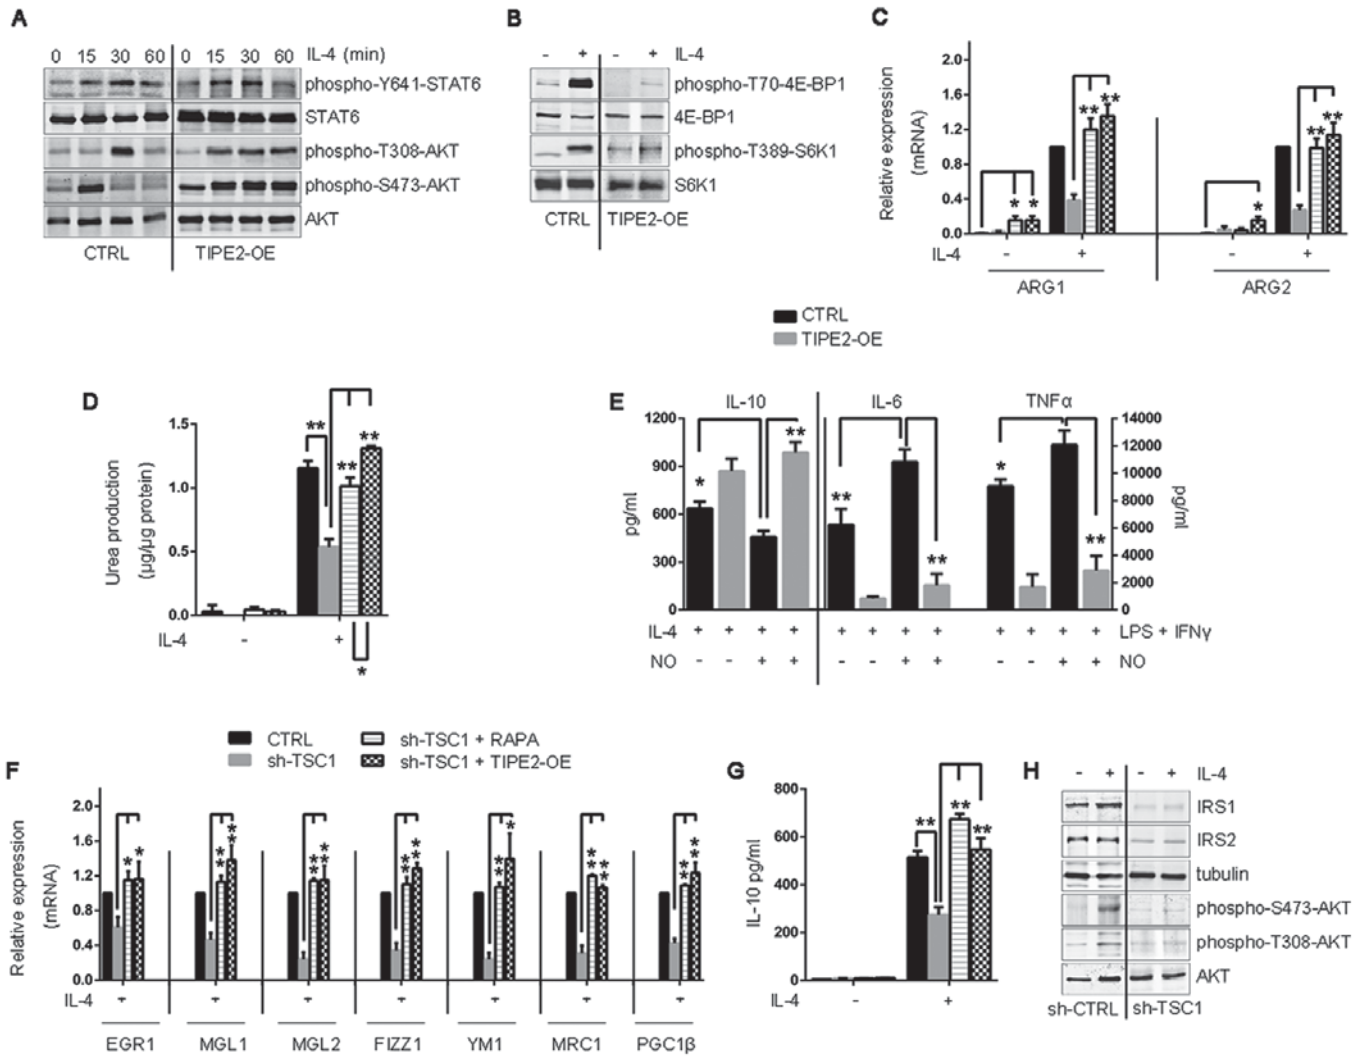 A
0 15 30 60 0 15 30 60 IL-4 (min)
phospho-Y641-STAT6
STAT6
phospho-T308-AKT
phospho-S473-AKT
AKT
CTRL TIPE2-OE
B
- + - + IL-4
phospho-T70-4E-BP1
4E-BP1
phospho-T389-S6K1
S6K1
CTRL TIPE2-OE
C
Relative expression
(mRNA)
2.0
1.6
1.2
0.8
0.4
0.0
* * ** ** * ** **
IL-4 - + - +
ARG1 ARG2
CTRL
TIPE2-OE
D
Urea production
(µg/µg protein)
1.5
1.0
0.5
0.0
** ** **
IL-4 - +
*
E
IL-10 IL-6 TNFα
pg/ml
1200
900
600
300
0
* ** ** ** * **
14000
12000
10000
8000
6000
4000
2000
0
pg/ml
IL-4 + + + + + + + + + + + + LPS + IFNγ
NO - - + + - - + + - - + + NO
CTRL sh-TSC1 + RAPA
sh-TSC1 sh-TSC1 + TIPE2-OE
F
Relative expression
(mRNA)
2.0
1.6
1.2
0.8
0.4
0.0
* * ** ** ** ** ** ** ** * ** ** ** **
IL-4 + + + + + + +
EGR1 MGL1 MGL2 FIZZ1 YM1 MRC1 PGC1β
G
IL-10 pg/ml
800
600
400
200
0
** ** **
IL-4 - +
H
- + - + IL-4
IRS1
IRS2
tubulin
phospho-S473-AKT
phospho-T308-AKT
AKT
sh-CTRL sh-TSC1